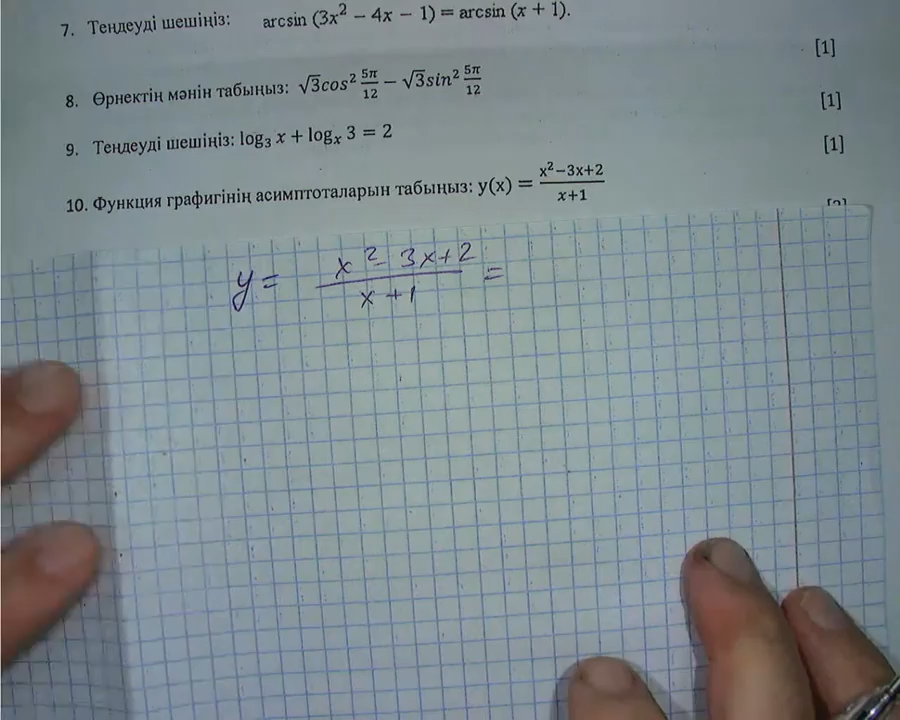 7. Теңдеуді шешіңіз: arcsin (3x² − 4x − 1) = arcsin (x + 1).
[1]
8. Өрнектің мәнін табыңыз: √3cos² 5π/12 − √3sin² 5π/12
[1]
9. Теңдеуді шешіңіз: log₃ x + logₓ 3 = 2
[1]
10. Функция графигінің асимптоталарын табыңыз: y(x) = x²−3x+2 / x+1
y = x² − 3x+2 / x+1 =